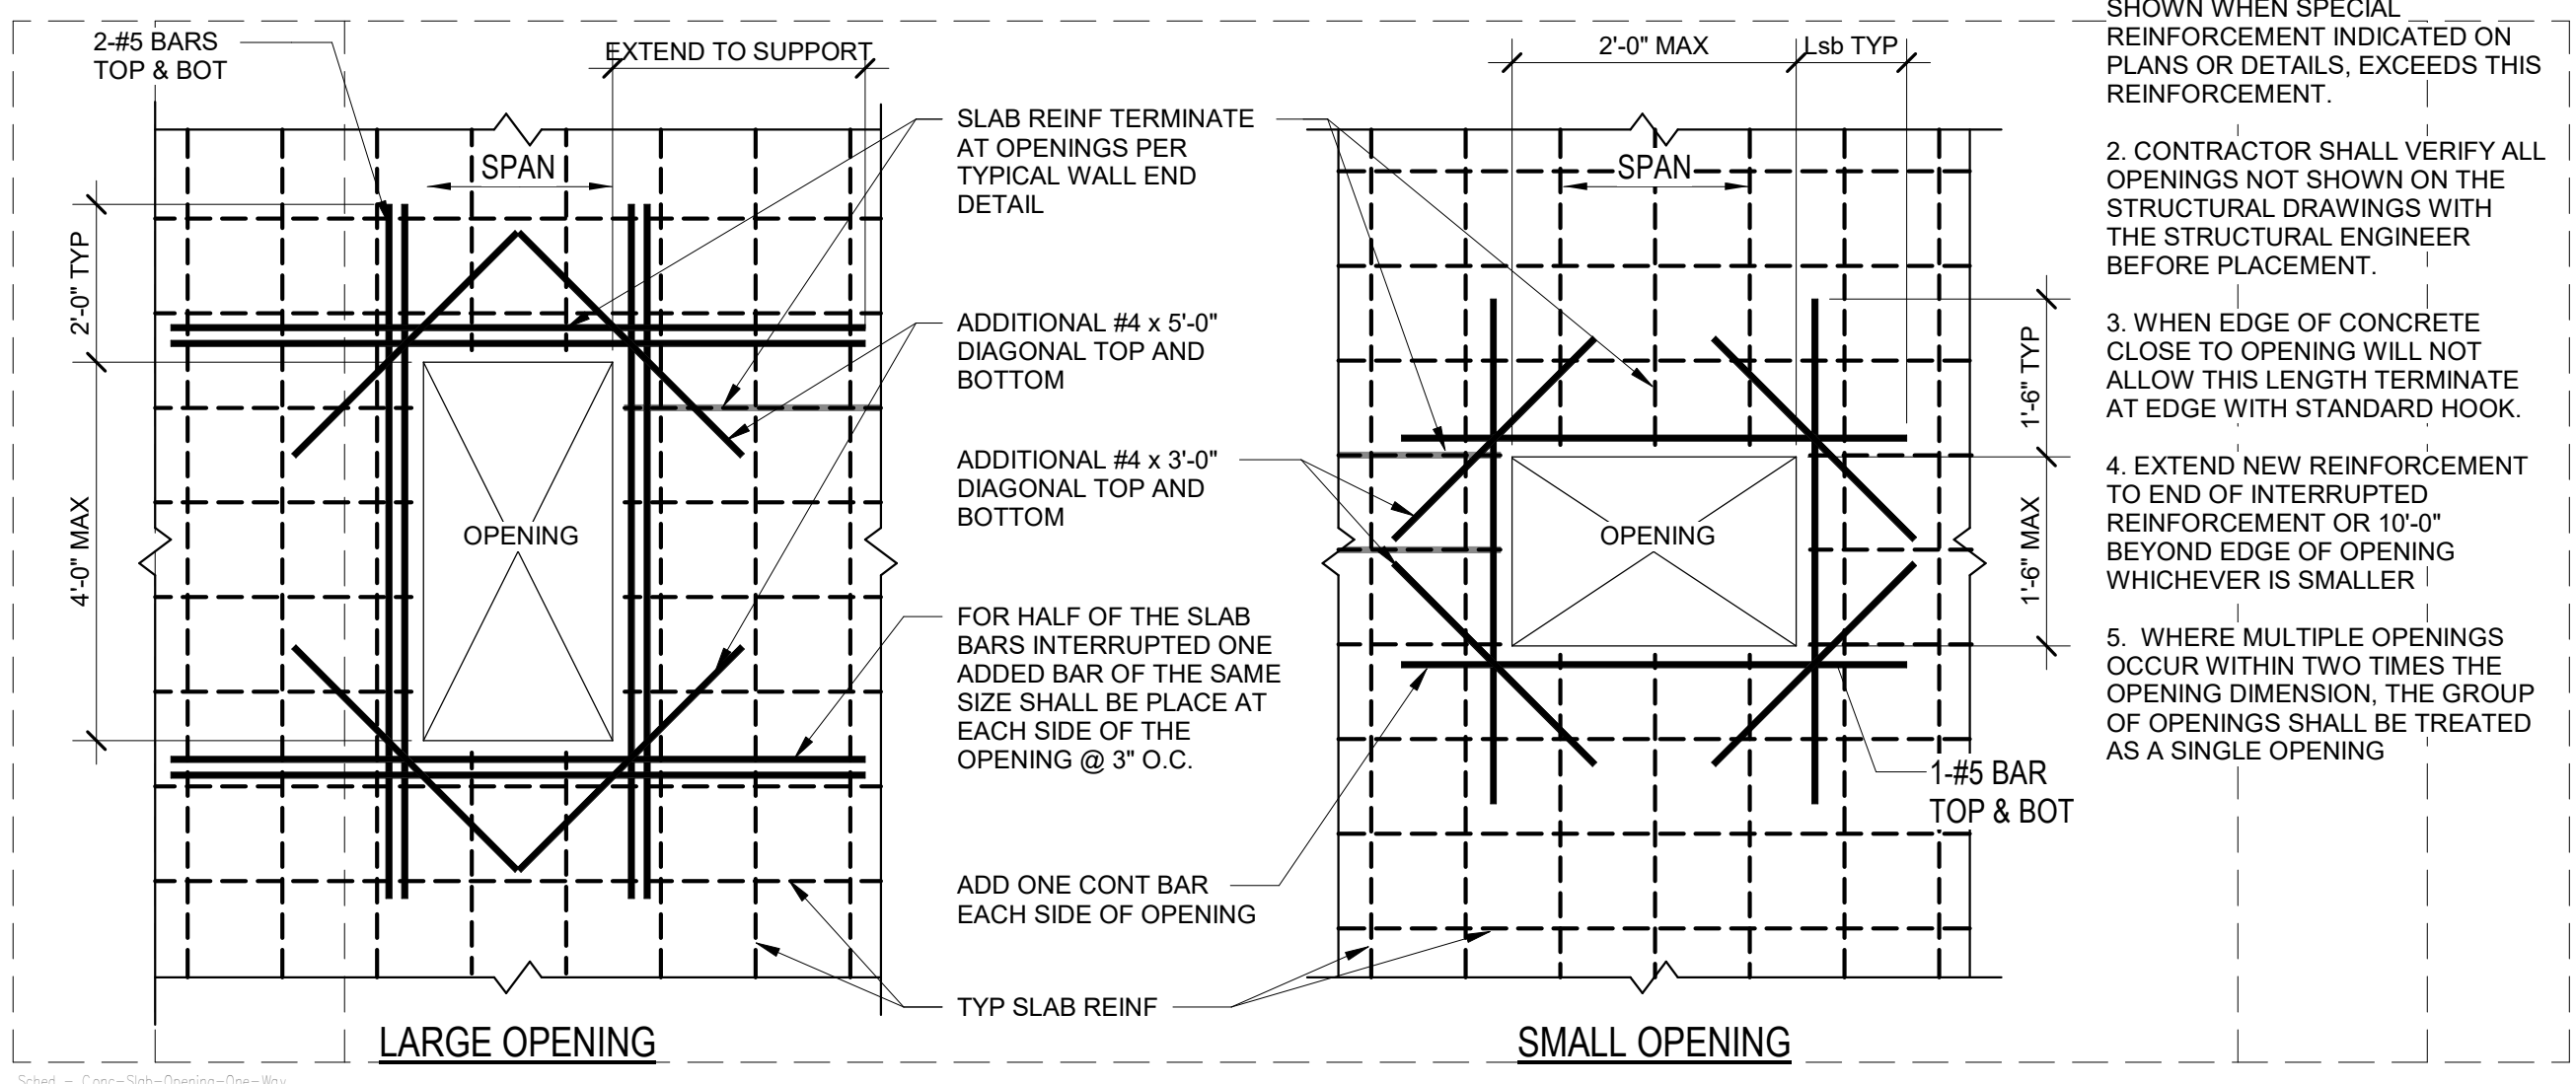 2-#5 BARS
TOP & BOT
EXTEND TO SUPPORT
SPAN
2'-0" TYP
4'-0" MAX
OPENING
LARGE OPENING
SLAB REINF TERMINATE
AT OPENINGS PER
TYPICAL WALL END
DETAIL
ADDITIONAL #4 x 5'-0"
DIAGONAL TOP AND
BOTTOM
ADDITIONAL #4 x 3'-0"
DIAGONAL TOP AND
BOTTOM
FOR HALF OF THE SLAB
BARS INTERRUPTED ONE
ADDED BAR OF THE SAME
SIZE SHALL BE PLACE AT
EACH SIDE OF THE
OPENING @ 3" O.C.
ADD ONE CONT BAR
EACH SIDE OF OPENING
TYP SLAB REINF
2'-0" MAX
Lsb TYP
SPAN
OPENING
1'-6" TYP
1'-6" MAX
1-#5 BAR
TOP & BOT
SMALL OPENING
SHOWN WHEN SPECIAL
REINFORCEMENT INDICATED ON
PLANS OR DETAILS, EXCEEDS THIS
REINFORCEMENT.
2. CONTRACTOR SHALL VERIFY ALL
OPENINGS NOT SHOWN ON THE
STRUCTURAL DRAWINGS WITH
THE STRUCTURAL ENGINEER
BEFORE PLACEMENT.
3. WHEN EDGE OF CONCRETE
CLOSE TO OPENING WILL NOT
ALLOW THIS LENGTH TERMINATE
AT EDGE WITH STANDARD HOOK.
4. EXTEND NEW REINFORCEMENT
TO END OF INTERRUPTED
REINFORCEMENT OR 10'-0"
BEYOND EDGE OF OPENING
WHICHEVER IS SMALLER
5. WHERE MULTIPLE OPENINGS
OCCUR WITHIN TWO TIMES THE
OPENING DIMENSION, THE GROUP
OF OPENINGS SHALL BE TREATED
AS A SINGLE OPENING
Sched - Conc-Slab-Opening-One-Way